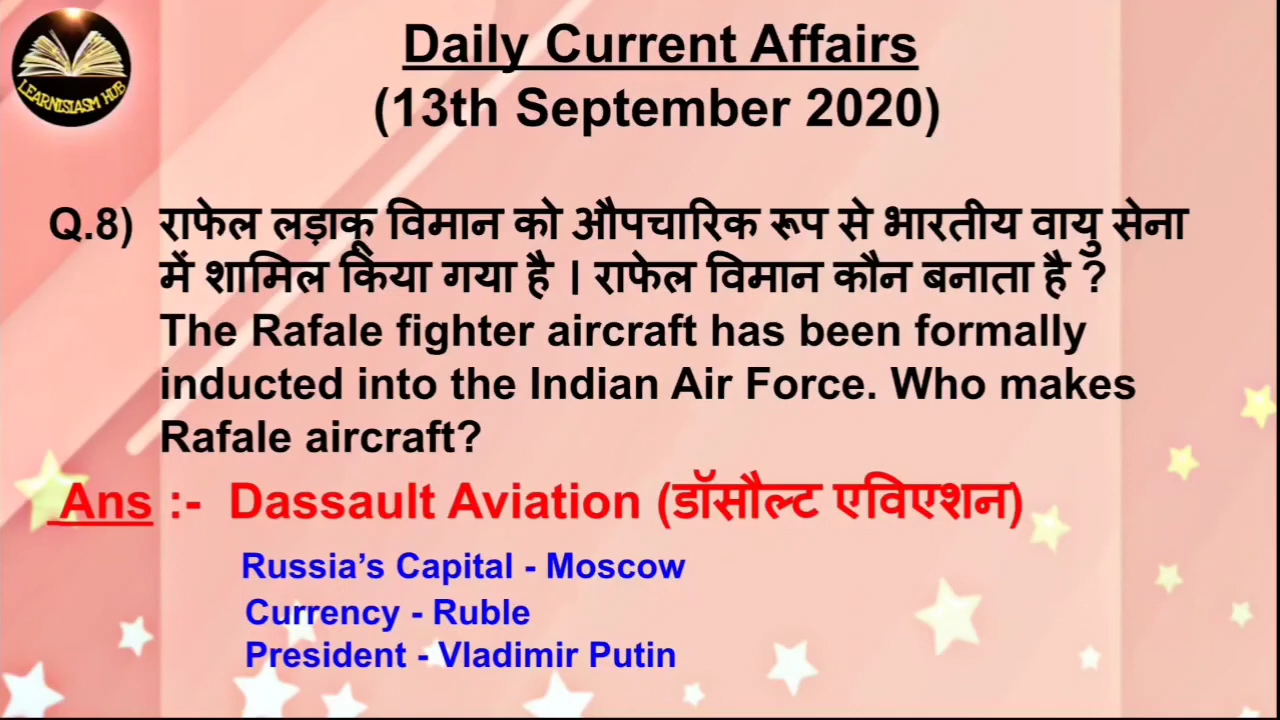 LEARNISIASM HUB
Daily Current Affairs
(13th September 2020)
Q.8) राफेल लड़ाकू विमान को औपचारिक रूप से भारतीय वायु सेना
में शामिल किया गया है । राफेल विमान कौन बनाता है ?
The Rafale fighter aircraft has been formally
inducted into the Indian Air Force. Who makes
Rafale aircraft?
Ans :- Dassault Aviation (डॉसौल्ट एविएशन)
Russia’s Capital - Moscow
Currency - Ruble
President - Vladimir Putin